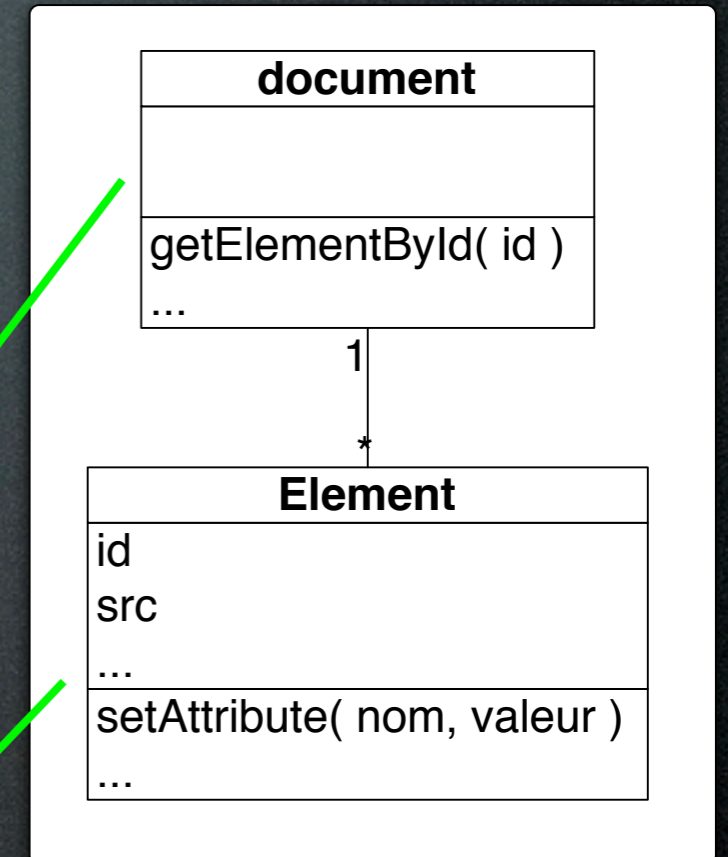 document
getElementById( id )
...
1
*
Element
id
src
...
setAttribute( nom, valeur )
...